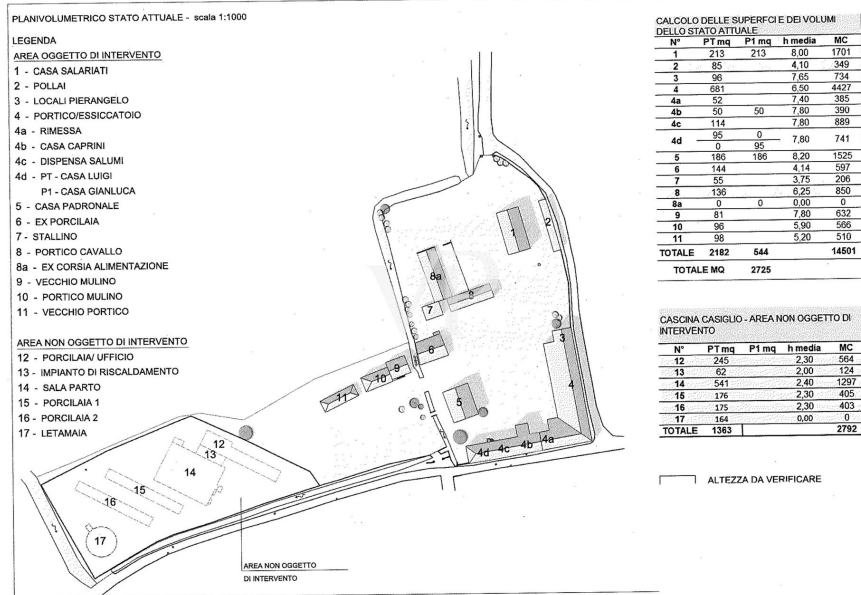 PLANIVOLUMETRICO STATO ATTUALE - scala 1:1000
LEGENDA
AREA OGGETTO DI INTERVENTO
1 - CASA SALARIATI
2 - POLLAI
3 - LOCALI PIERANGELO
4 - PORTICO/ESSICCATOIO
4a - RIMESSA
4b - CASA CAPRINI
4c - DISPENSA SALUMI
4d - PT - CASA LUIGI
P1 - CASA GIANLUCA
5 - CASA PADRONALE
6 - EX PORCILAIA
7 - STALLINO
8 - PORTICO CAVALLO
8a - EX CORSIA ALIMENTAZIONE
9 - VECCHIO MULINO
10 - PORTICO MULINO
11 - VECCHIO PORTICO
AREA NON OGGETTO DI INTERVENTO
12 - PORCILAIA/ UFFICIO
13 - IMPIANTO DI RISCALDAMENTO
14 - SALA PARTO
15 - PORCILAIA 1
16 - PORCILAIA 2
17 - LETAMAIA
1
2
8a
7
8
3
6
9
10
11
5
4
4d
4c
4b
4a
12
13
14
15
16
17
AREA NON OGGETTO
DI INTERVENTO
CALCOLO DELLE SUPERFCI E DEI VOLUMI
DELLO STATO ATTUALE
N° PT mq P1 mq h media MC
1 213 213 8,00 1701
2 85 4,10 349
3 96 7,65 734
4 681 6,50 4427
4a 52 7,40 385
4b 50 50 7,80 390
4c 114 7,80 889
4d 95 0 7,80 741
0 95
5 186 186 8,20 1525
6 144 4,14 597
7 55 3,75 206
8 136 6,25 850
8a 0 0 0,00 0
9 81 7,80 632
10 96 5,90 566
11 98 5,20 510
TOTALE 2182 544 14501
TOTALE MQ 2725
CASCINA CASIGLIO - AREA NON OGGETTO DI
INTERVENTO
N° PT mq P1 mq h media MC
12 245 2,30 564
13 62 2,00 124
14 541 2,40 1297
15 176 2,30 405
16 175 2,30 403
17 164 0,00 0
TOTALE 1363 2792
ALTEZZA DA VERIFICARE